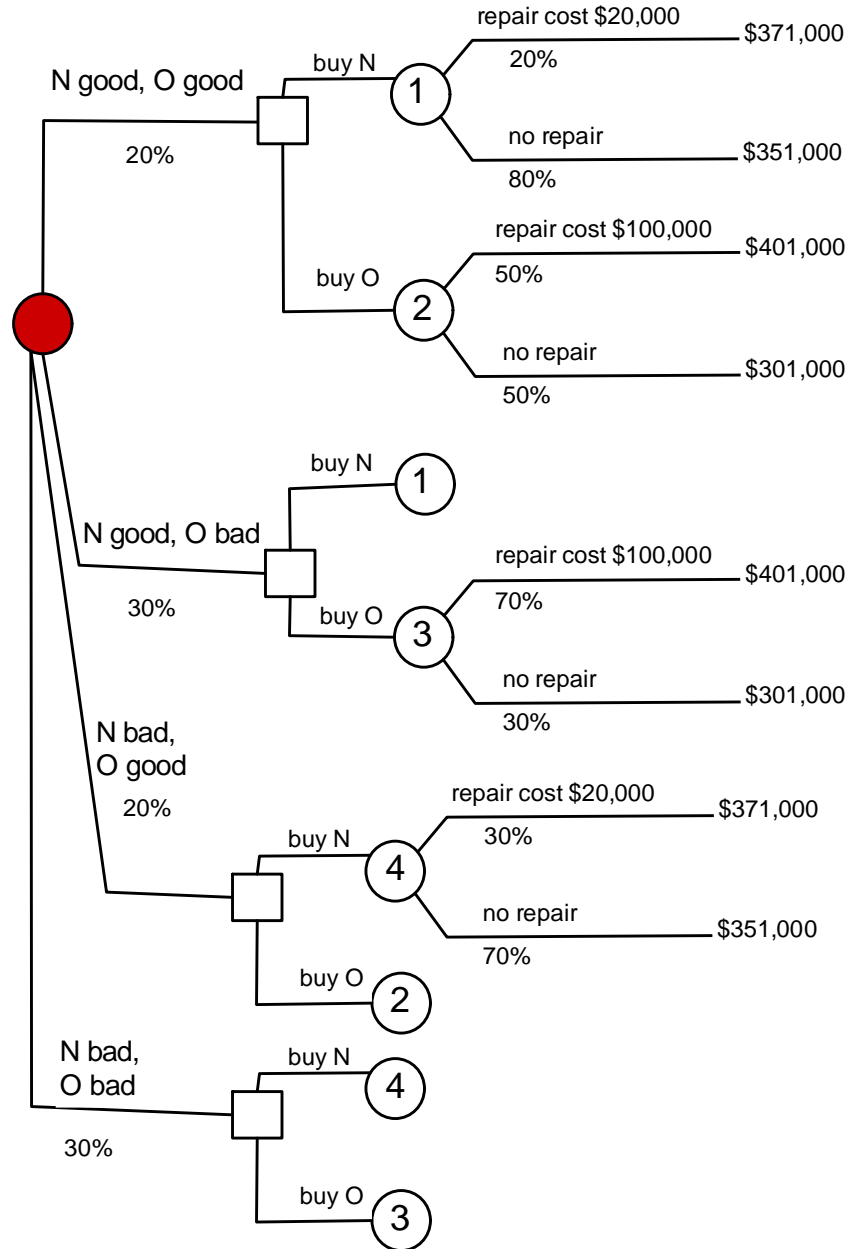 repair cost $20,000
$371,000
buy N
20%
N good, O good
1
no repair
$351,000
20%
80%
repair cost $100,000
$401,000
buy O
50%
2
no repair
$301,000
50%
buy N
1
N good, O bad
repair cost $100,000
$401,000
30%
70%
buy O
3
no repair
$301,000
30%
N bad,
O good
20%
repair cost $20,000
$371,000
buy N
30%
4
no repair
$351,000
70%
buy O
2
N bad,
O bad
30%
buy N
4
buy O
3